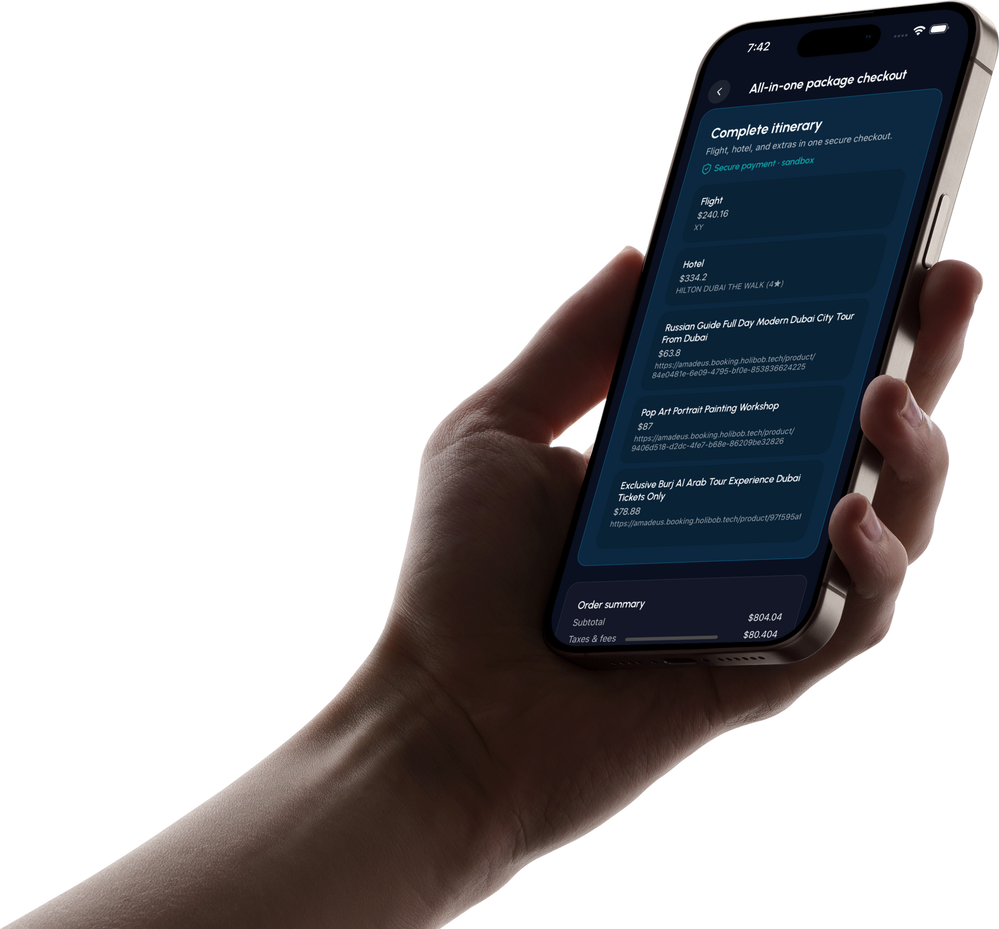 7:42
All-in-one package checkout
Complete itinerary
Flight, hotel, and extras in one secure checkout.
Secure payment · sandbox
Flight
$240.16
XY
Hotel
$334.2
HILTON DUBAI THE WALK (4★)
Russian Guide Full Day Modern Dubai City Tour
From Dubai
$63.8
https://amadeus.booking.holibob.tech/product/
84e0481e-6e09-4795-bf0e-853836624225
Pop Art Portrait Painting Workshop
$87
https://amadeus.booking.holibob.tech/product/
9406d518-d2dc-4fe7-b68e-86209be32826
Exclusive Burj Al Arab Tour Experience Dubai
Tickets Only
$78.88
https://amadeus.booking.holibob.tech/product/97f595af
Order summary
Subtotal $804.04
Taxes & fees $80.404